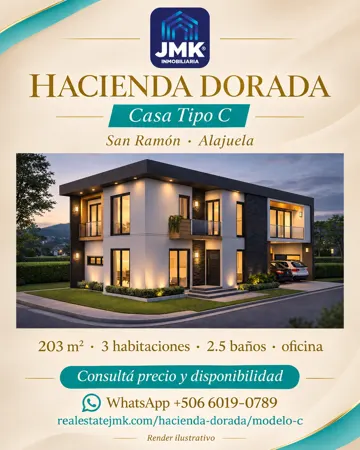 JMK®
INMOBILIARIA
HACIENDA DORADA
Casa Tipo C
San Ramón · Alajuela
203 m² · 3 habitaciones · 2.5 baños · oficina
Consultá precio y disponibilidad
WhatsApp +506 6019-0789
realestatejmk.com/hacienda-dorada/modelo-c
Render ilustrativo